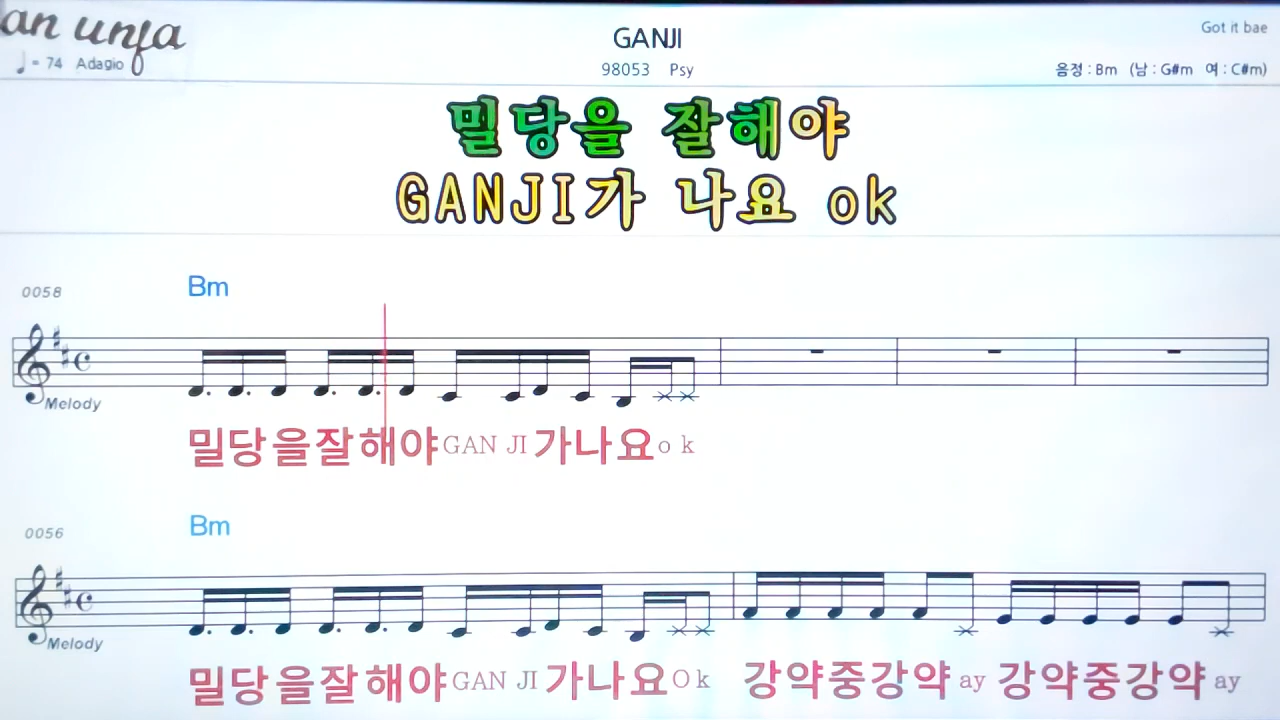 GANJI
Got it bae
♩= 74 Adagio
98053 Psy
음정 : Bm (남 : G#m 여 : C#m)
밀당을 잘해야
GANJI가 나요 ok
0058
Bm
Melody
밀당을잘해야GAN JI가나요o k
0056
Bm
Melody
밀당을잘해야GAN JI가나요O k 강약중강약 ay 강약중강약 ay